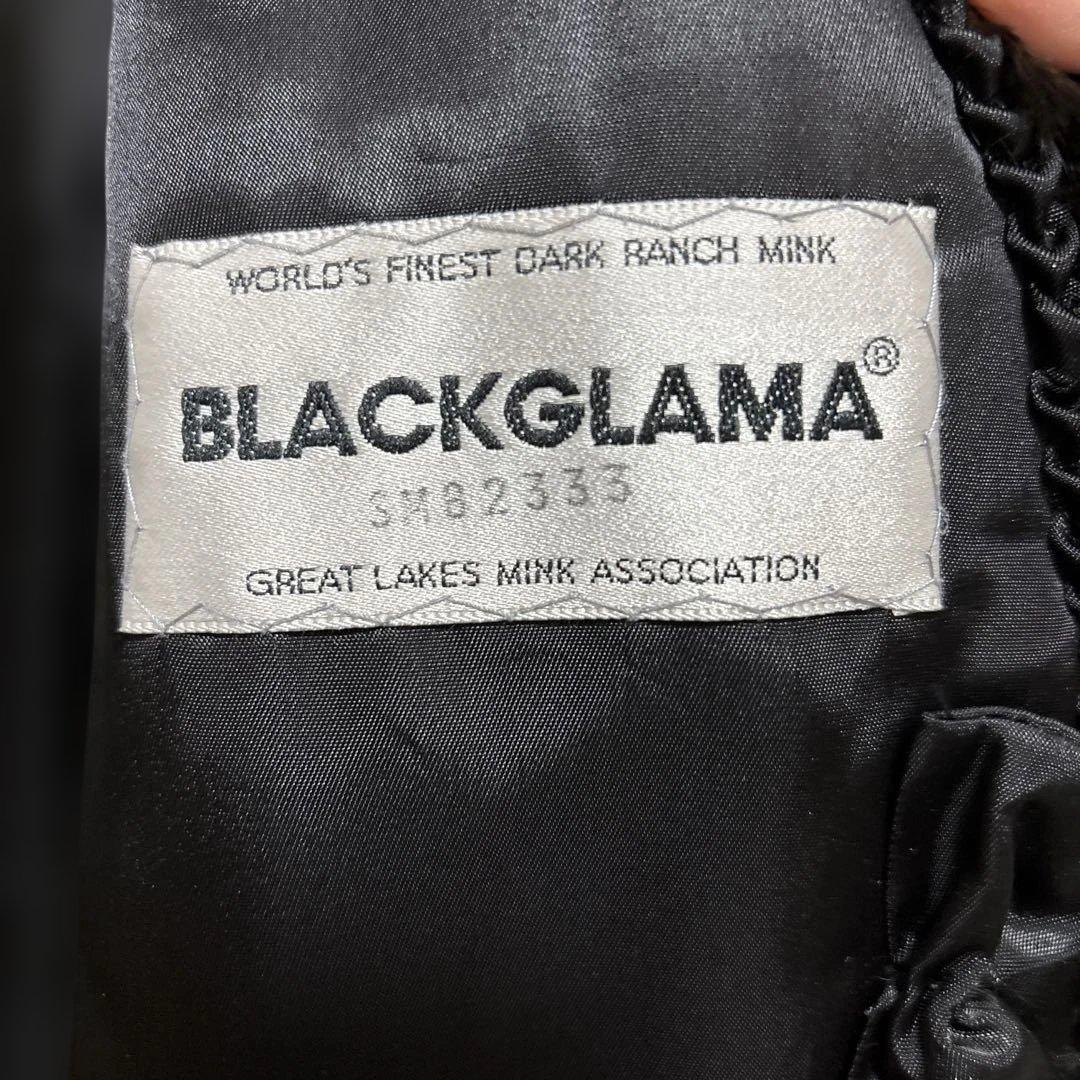 WORLD'S FINEST DARK RANCH MINK
BLACKGLAMA®
SM82333
GREAT LAKES MINK ASSOCIATION